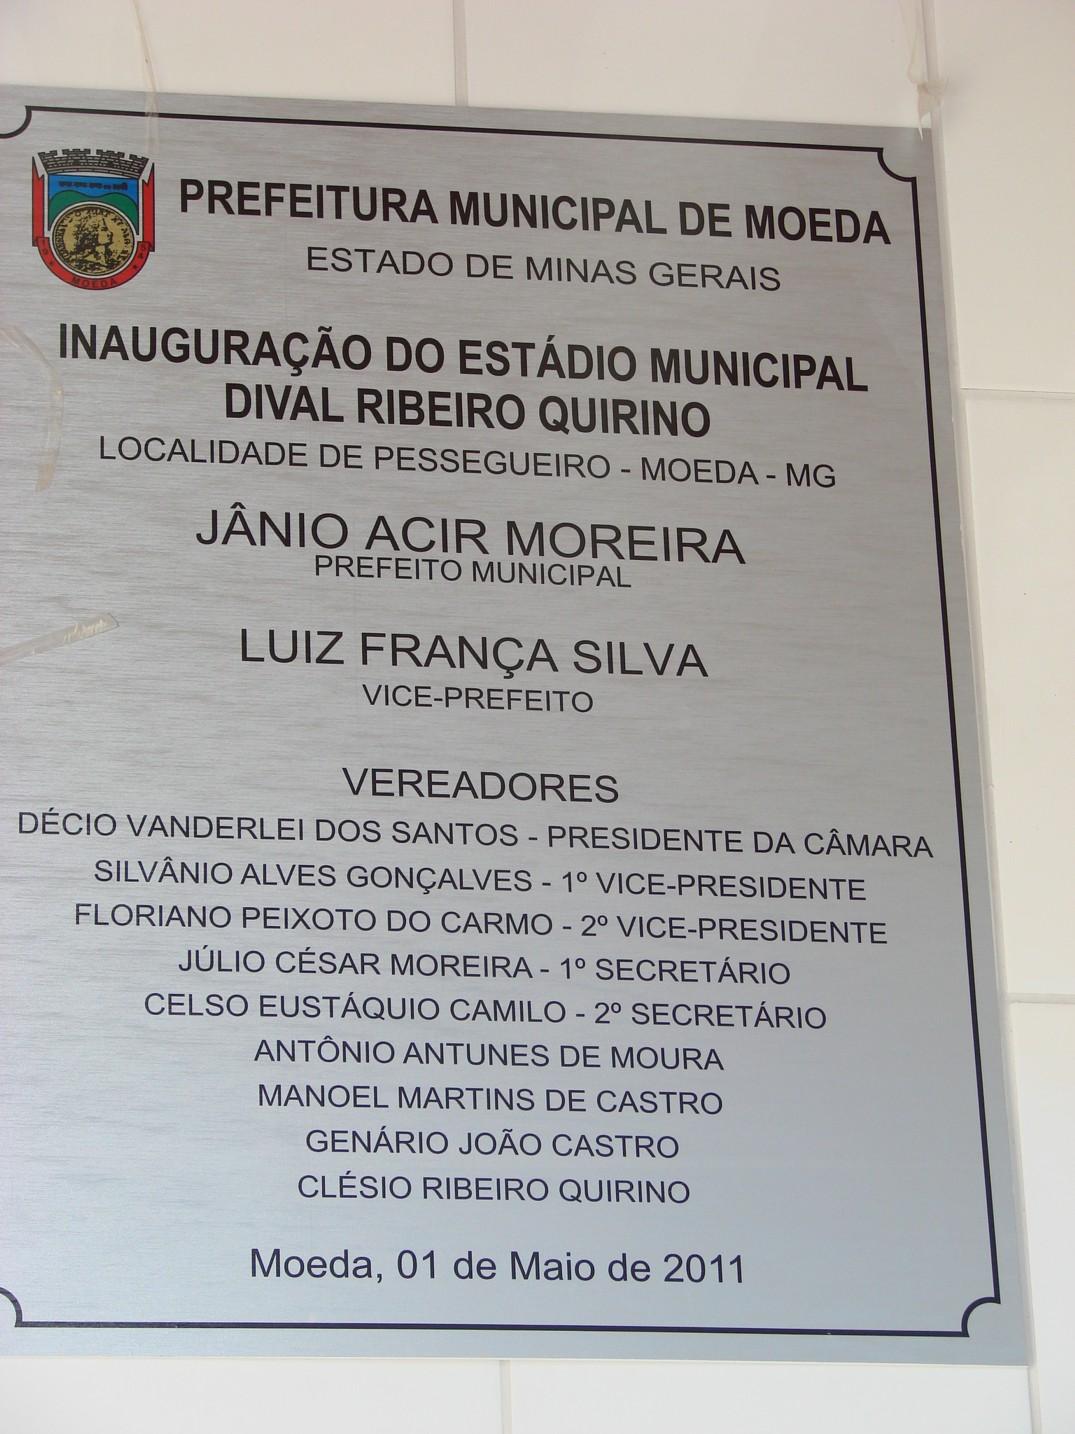 PREFEITURA MUNICIPAL DE MOEDA
ESTADO DE MINAS GERAIS
MOEDA
INAUGURAÇÃO DO ESTÁDIO MUNICIPAL
DIVAL RIBEIRO QUIRINO
LOCALIDADE DE PESSEGUEIRO - MOEDA - MG
JÂNIO ACIR MOREIRA
PREFEITO MUNICIPAL
LUIZ FRANÇA SILVA
VICE-PREFEITO
VEREADORES
DÉCIO VANDERLEI DOS SANTOS - PRESIDENTE DA CÂMARA
SILVÂNIO ALVES GONÇALVES - 1º VICE-PRESIDENTE
FLORIANO PEIXOTO DO CARMO - 2º VICE-PRESIDENTE
JÚLIO CÉSAR MOREIRA - 1º SECRETÁRIO
CELSO EUSTÁQUIO CAMILO - 2º SECRETÁRIO
ANTÔNIO ANTUNES DE MOURA
MANOEL MARTINS DE CASTRO
GENÁRIO JOÃO CASTRO
CLÉSIO RIBEIRO QUIRINO
Moeda, 01 de Maio de 2011